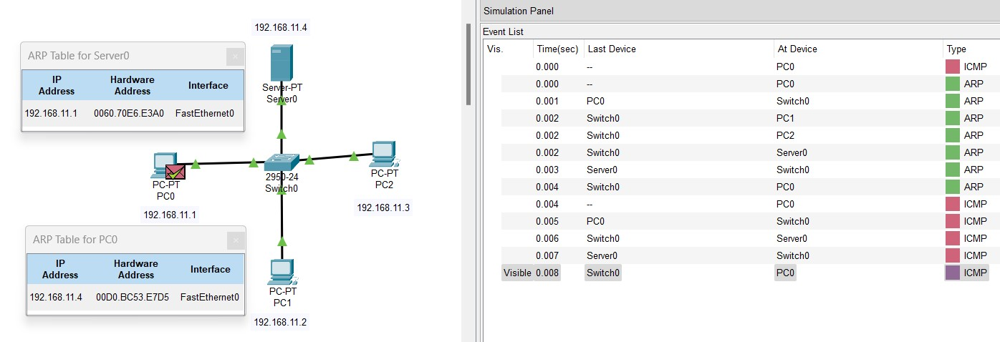 192.168.11.4
ARP Table for Server0
×
IP Address Hardware Address Interface
192.168.11.1 0060.70E6.E3A0 FastEthernet0
Server-PT
Server0
2950-24
Switch0
PC-PT
PC0
192.168.11.1
PC-PT
PC2
192.168.11.3
ARP Table for PC0
×
IP Address Hardware Address Interface
192.168.11.4 00D0.BC53.E7D5 FastEthernet0
PC-PT
PC1
192.168.11.2
Simulation Panel
Event List
Vis. Time(sec) Last Device At Device Type
0.000 -- PC0 ICMP
0.000 -- PC0 ARP
0.001 PC0 Switch0 ARP
0.002 Switch0 PC1 ARP
0.002 Switch0 PC2 ARP
0.002 Switch0 Server0 ARP
0.003 Server0 Switch0 ARP
0.004 Switch0 PC0 ARP
0.004 -- PC0 ICMP
0.005 PC0 Switch0 ICMP
0.006 Switch0 Server0 ICMP
0.007 Server0 Switch0 ICMP
Visible 0.008 Switch0 PC0 ICMP